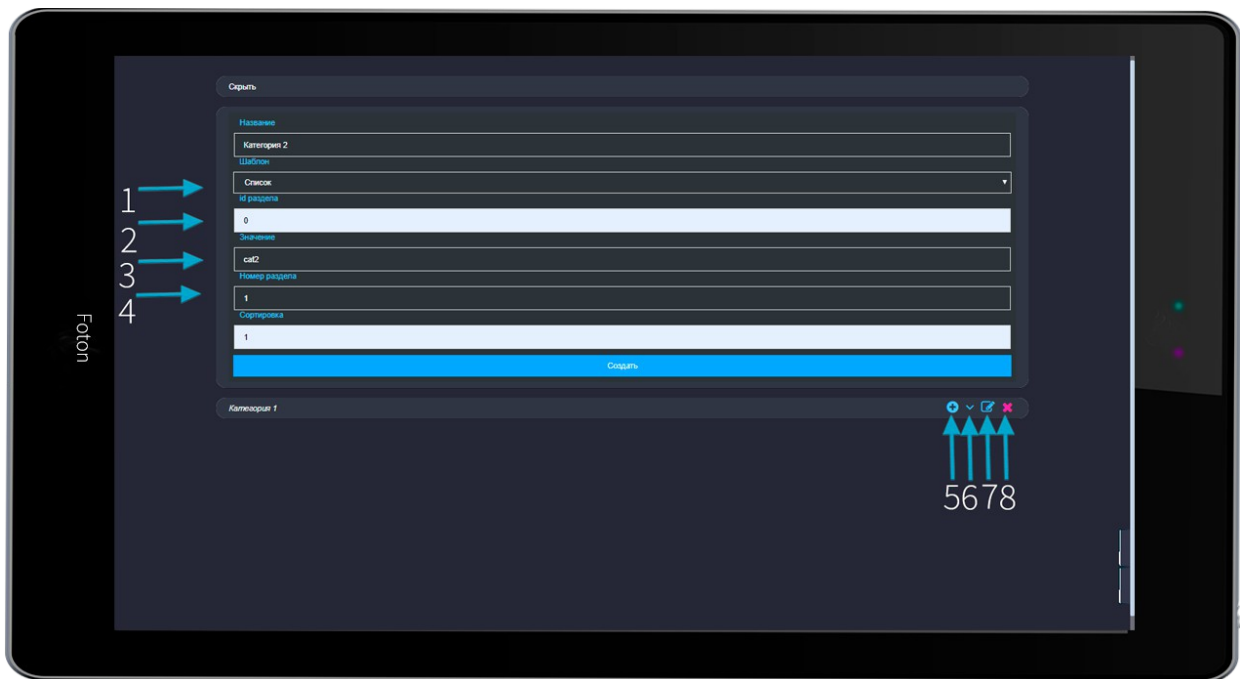 Скрыть
Название
Категория 2
Шаблон
Список
id раздела
0
Значение
cat2
Номер раздела
1
Сортировка
1
Создать
Категория 1
1
2
3
4
5678
Foton